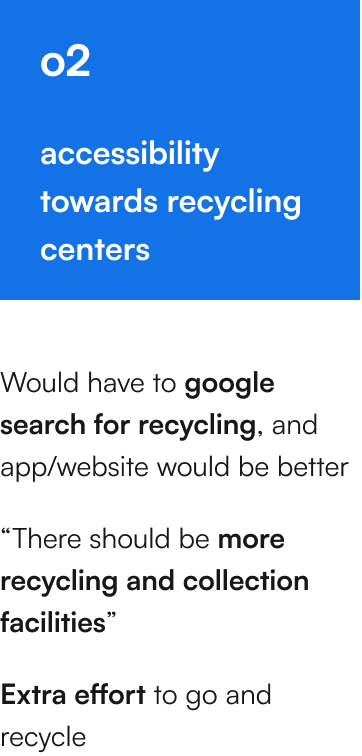 o2
accessibility
towards recycling
centers
Would have to google
search for recycling, and
app/website would be better
“There should be more
recycling and collection
facilities”
Extra effort to go and
recycle